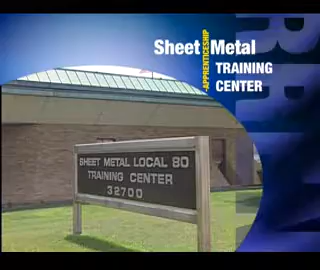 Sheet Metal
APPRENTICESHIP
TRAINING
CENTER
SHEET METAL LOCAL 80
TRAINING CENTER
32700